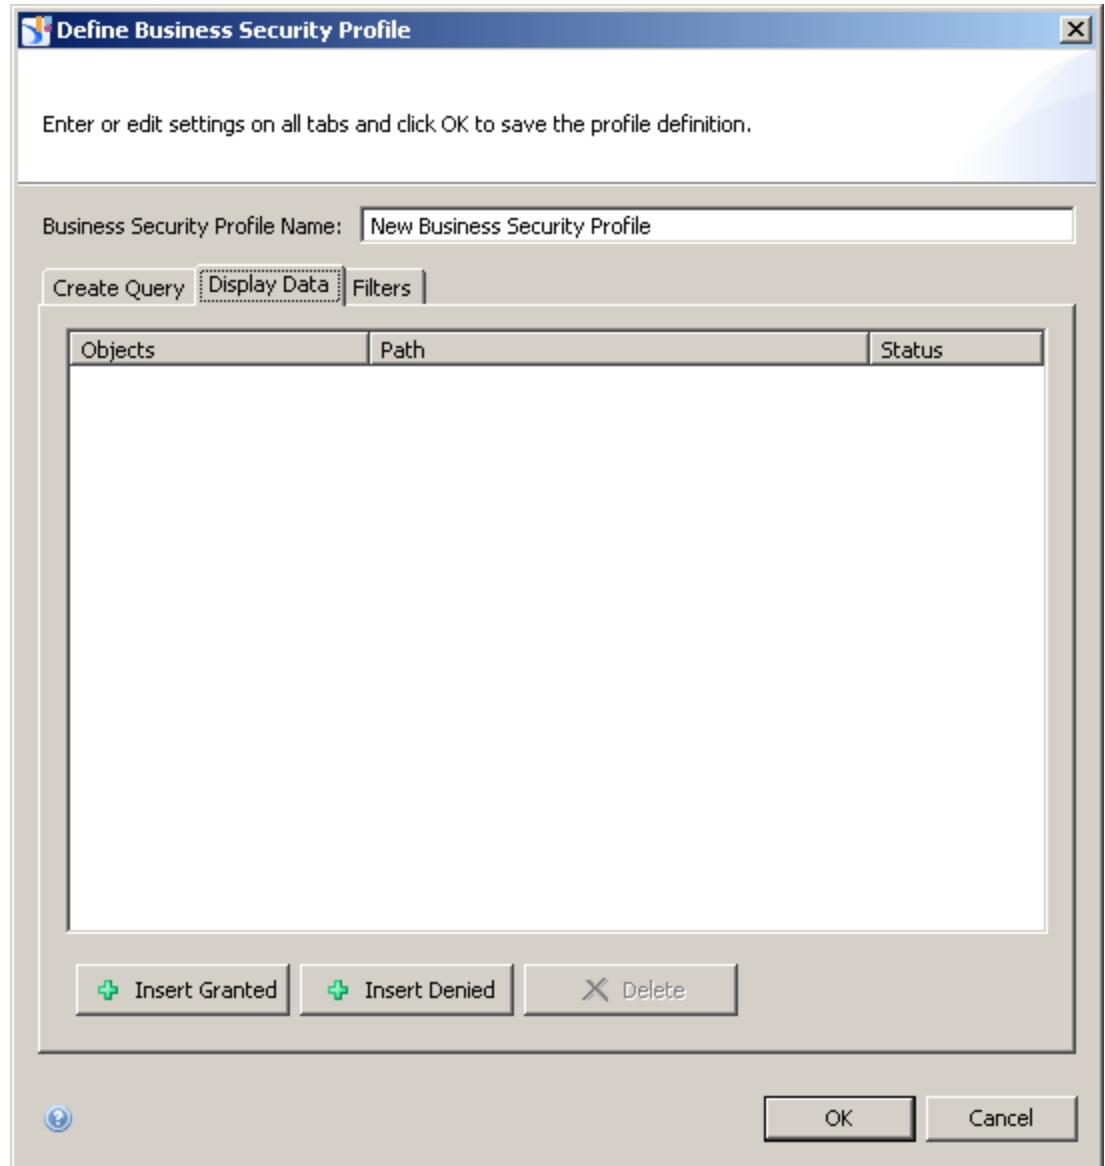 Define Business Security Profile
Enter or edit settings on all tabs and click OK to save the profile definition.
Business Security Profile Name: New Business Security Profile
Create Query Display Data Filters
Objects Path Status
Insert Granted Insert Denied Delete
OK Cancel